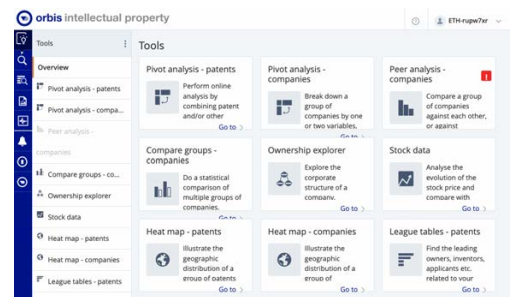 orbis intellectual property
ETH-rupw7xr
Tools
Overview
Pivot analysis - patents
Pivot analysis - compa...
Peer analysis -
companies
Compare groups - co...
Ownership explorer
Stock data
Heat map - patents
Heat map - companies
League tables - patents
Tools
Pivot analysis - patents
Perform online
analysis by
combining patent
and/or other
Go to
Pivot analysis -
companies
Break down a
group of
companies by one
or two variables,
Go to
Peer analysis -
companies
Compare a group
of companies
against each other,
or against
Go to
Compare groups -
companies
Do a statistical
comparison of
multiple groups of
companies.
Go to
Ownership explorer
Explore the
corporate
structure of a
company.
Go to
Stock data
Analyse the
evolution of the
stock price and
compare with
Go to
Heat map - patents
Illustrate the
geographic
distribution of a
group of patents
Go to
Heat map - companies
Illustrate the
geographic
distribution of a
group of
Go to
League tables - patents
Find the leading
owners, inventors,
applicants etc.
related to your
Go to